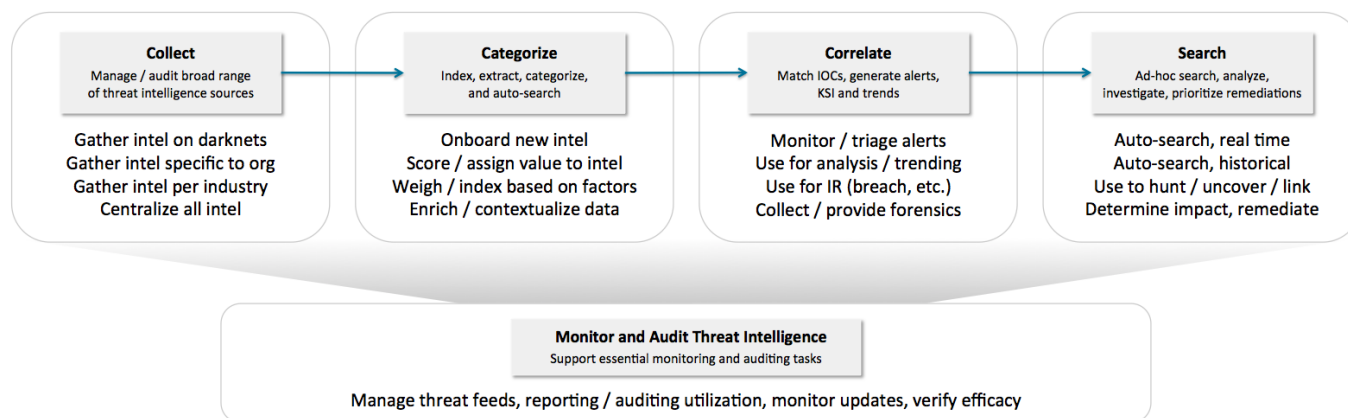 Collect
Manage / audit broad range
of threat intelligence sources
Gather intel on darknets
Gather intel specific to org
Gather intel per industry
Centralize all intel
Categorize
Index, extract, categorize,
and auto-search
Onboard new intel
Score / assign value to intel
Weigh / index based on factors
Enrich / contextualize data
Correlate
Match IOCs, generate alerts,
KSI and trends
Monitor / triage alerts
Use for analysis / trending
Use for IR (breach, etc.)
Collect / provide forensics
Search
Ad-hoc search, analyze,
investigate, prioritize remediations
Auto-search, real time
Auto-search, historical
Use to hunt / uncover / link
Determine impact, remediate
Monitor and Audit Threat Intelligence
Support essential monitoring and auditing tasks
Manage threat feeds, reporting / auditing utilization, monitor updates, verify efficacy